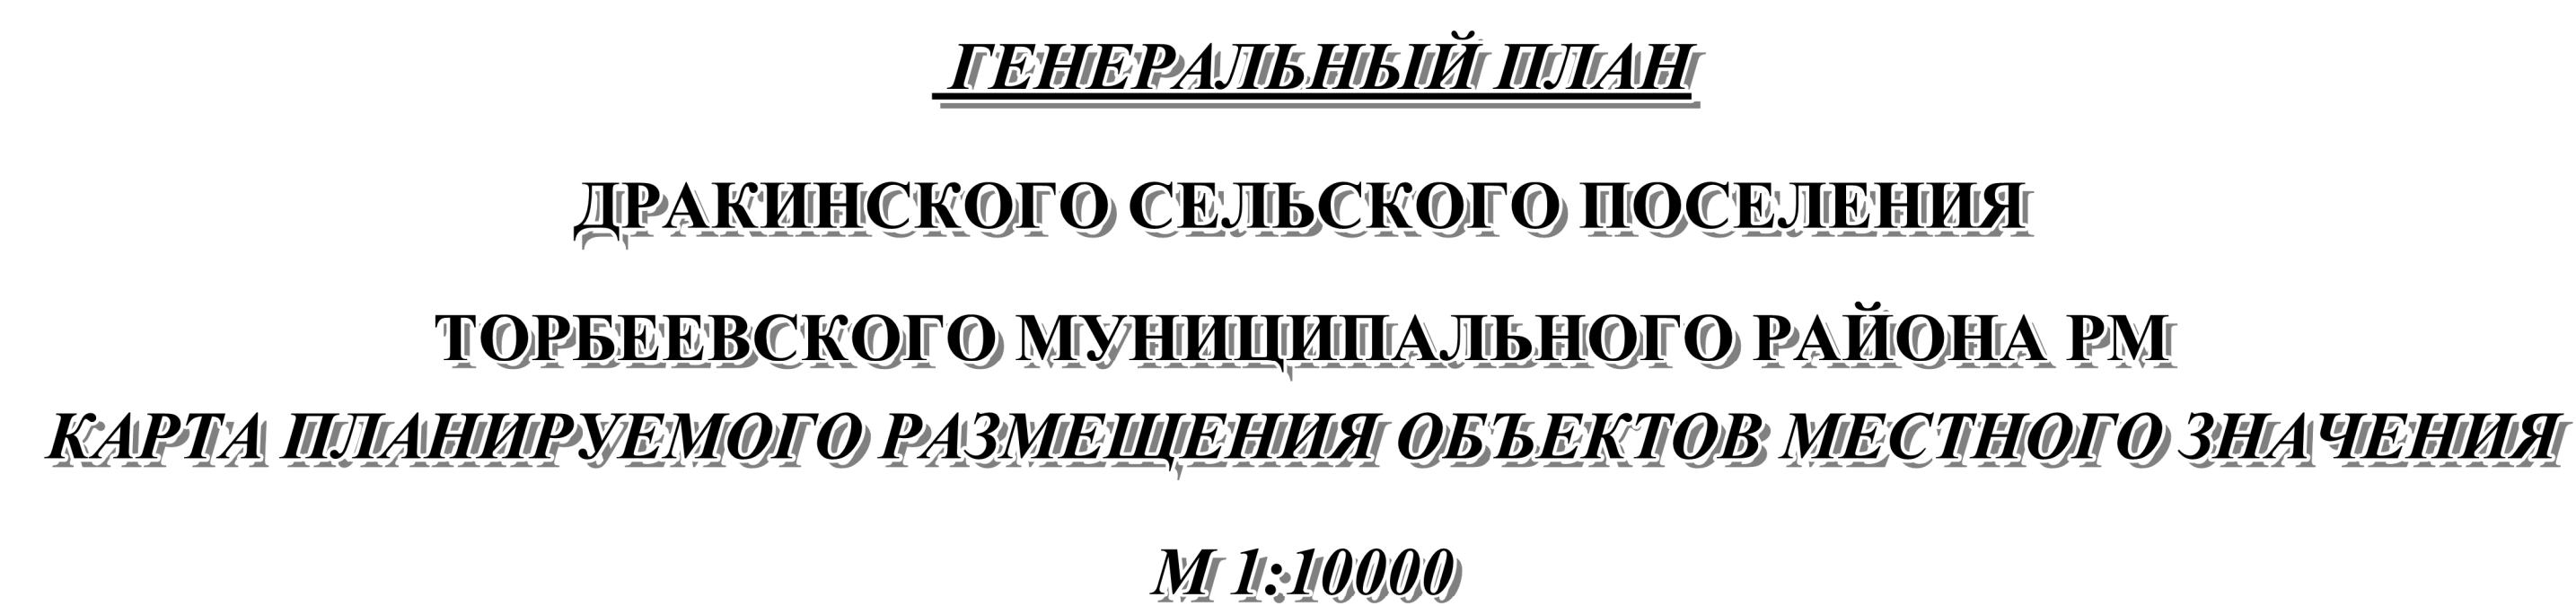 ГЕНЕРАЛЬНЫЙ ПЛАН
ДРАКИНСКОГО СЕЛЬСКОГО ПОСЕЛЕНИЯ
ТОРБЕЕВСКОГО МУНИЦИПАЛЬНОГО РАЙОНА РМ
КАРТА ПЛАНИРУЕМОГО РАЗМЕЩЕНИЯ ОБЪЕКТОВ МЕСТНОГО ЗНАЧЕНИЯ
М 1:10000